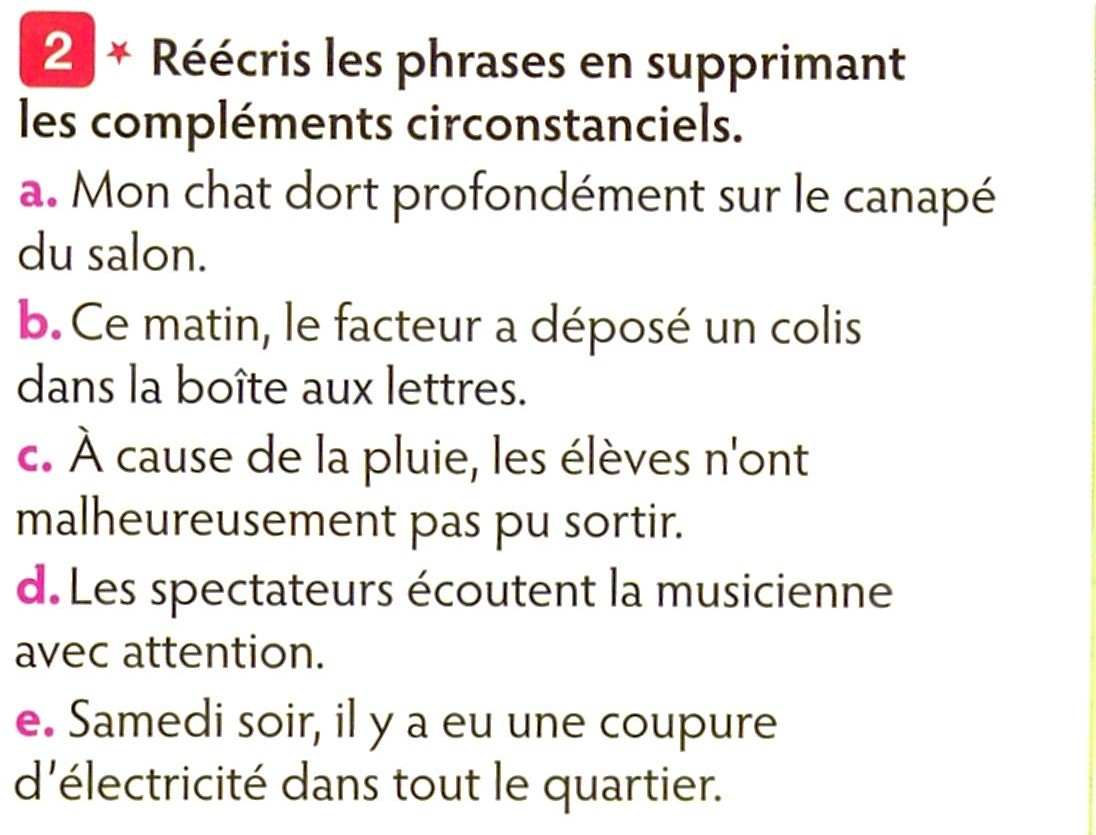 2 * Réécris les phrases en supprimant
les compléments circonstanciels.
a. Mon chat dort profondément sur le canapé
du salon.
b. Ce matin, le facteur a déposé un colis
dans la boîte aux lettres.
c. À cause de la pluie, les élèves n'ont
malheureusement pas pu sortir.
d. Les spectateurs écoutent la musicienne
avec attention.
e. Samedi soir, il y a eu une coupure
d'électricité dans tout le quartier.